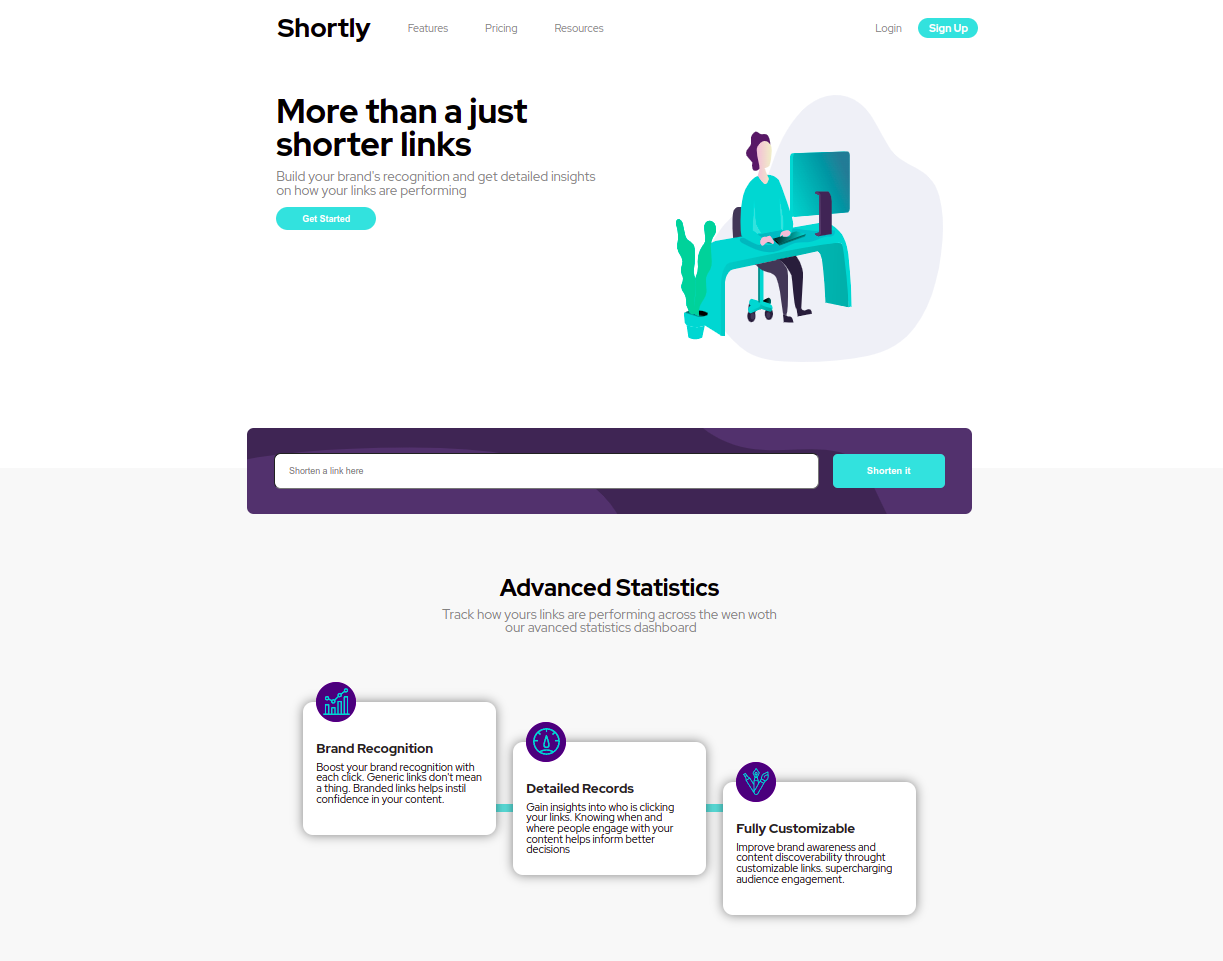 Shortly
Features
Pricing
Resources
Login
Sign Up
More than a just
shorter links
Build your brand's recognition and get detailed insights
on how your links are performing
Get Started
Shorten a link here
Shorten it
Advanced Statistics
Track how yours links are performing across the wen woth
our avanced statistics dashboard
Brand Recognition
Boost your brand recognition with
each click. Generic links don't mean
a thing. Branded links helps instil
confidence in your content.
Detailed Records
Gain insights into who is clicking
your links. Knowing when and
where people engage with your
content helps inform better
decisions
Fully Customizable
Improve brand awareness and
content discoverability throught
customizable links. supercharging
audience engagement.